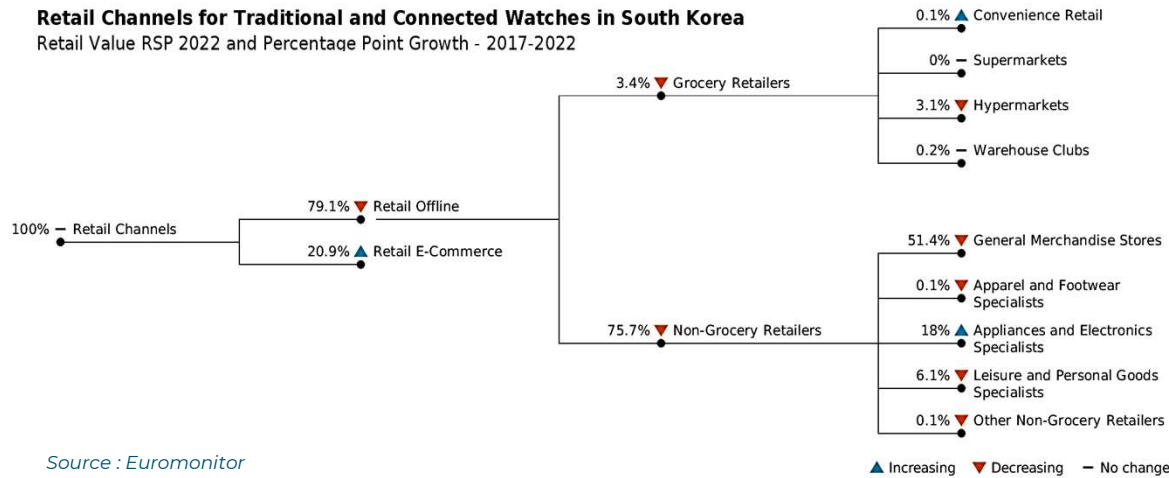 Retail Channels for Traditional and Connected Watches in South Korea
Retail Value RSP 2022 and Percentage Point Growth - 2017-2022
0.1% ▲ Convenience Retail
0% – Supermarkets
3.4% ▼ Grocery Retailers
3.1% ▼ Hypermarkets
0.2% – Warehouse Clubs
79.1% ▼ Retail Offline
100% – Retail Channels
20.9% ▲ Retail E-Commerce
51.4% ▼ General Merchandise Stores
0.1% ▼ Apparel and Footwear
Specialists
75.7% ▼ Non-Grocery Retailers
18% ▲ Appliances and Electronics
Specialists
6.1% ▼ Leisure and Personal Goods
Specialists
0.1% ▼ Other Non-Grocery Retailers
Source : Euromonitor
▲ Increasing ▼ Decreasing – No change